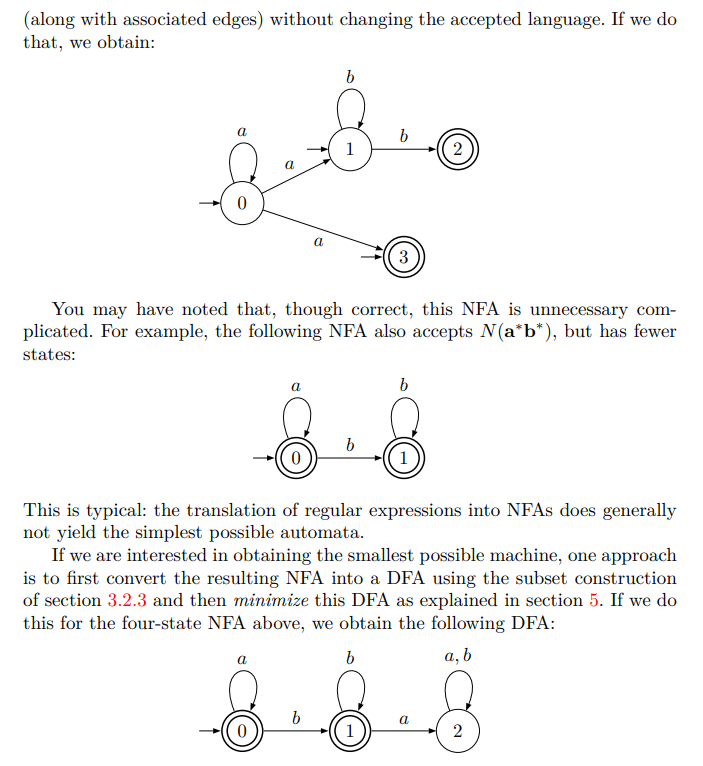 (along with associated edges) without changing the accepted language. If we do
that, we obtain:
b
a
b
1
2
a
0
a
3
You may have noted that, though correct, this NFA is unnecessary com-
plicated. For example, the following NFA also accepts N(a*b*), but has fewer
states:
a
b
b
0
1
This is typical: the translation of regular expressions into NFAs does generally
not yield the simplest possible automata.
If we are interested in obtaining the smallest possible machine, one approach
is to first convert the resulting NFA into a DFA using the subset construction
of section 3.2.3 and then minimize this DFA as explained in section 5. If we do
this for the four-state NFA above, we obtain the following DFA:
a
b
a, b
b
a
0
1
2